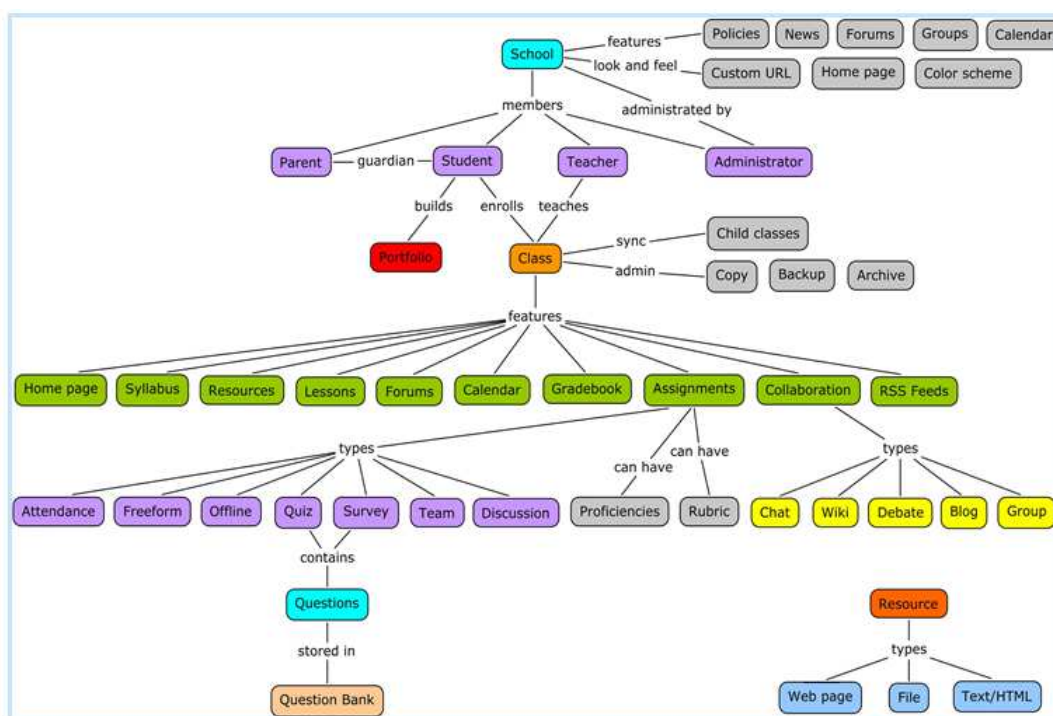 School
features
Policies
News
Forums
Groups
Calendar
look and feel
Custom URL
Home page
Color scheme
members
administrated by
Parent
guardian
Student
Teacher
Administrator
builds
enrolls
teaches
Portfolio
Class
sync
Child classes
admin
Copy
Backup
Archive
features
Home page
Syllabus
Resources
Lessons
Forums
Calendar
Gradebook
Assignments
Collaboration
RSS Feeds
types
can have
can have
types
Attendance
Freeform
Offline
Quiz
Survey
Team
Discussion
Proficiencies
Rubric
Chat
Wiki
Debate
Blog
Group
contains
Questions
Resource
stored in
types
Question Bank
Web page
File
Text/HTML